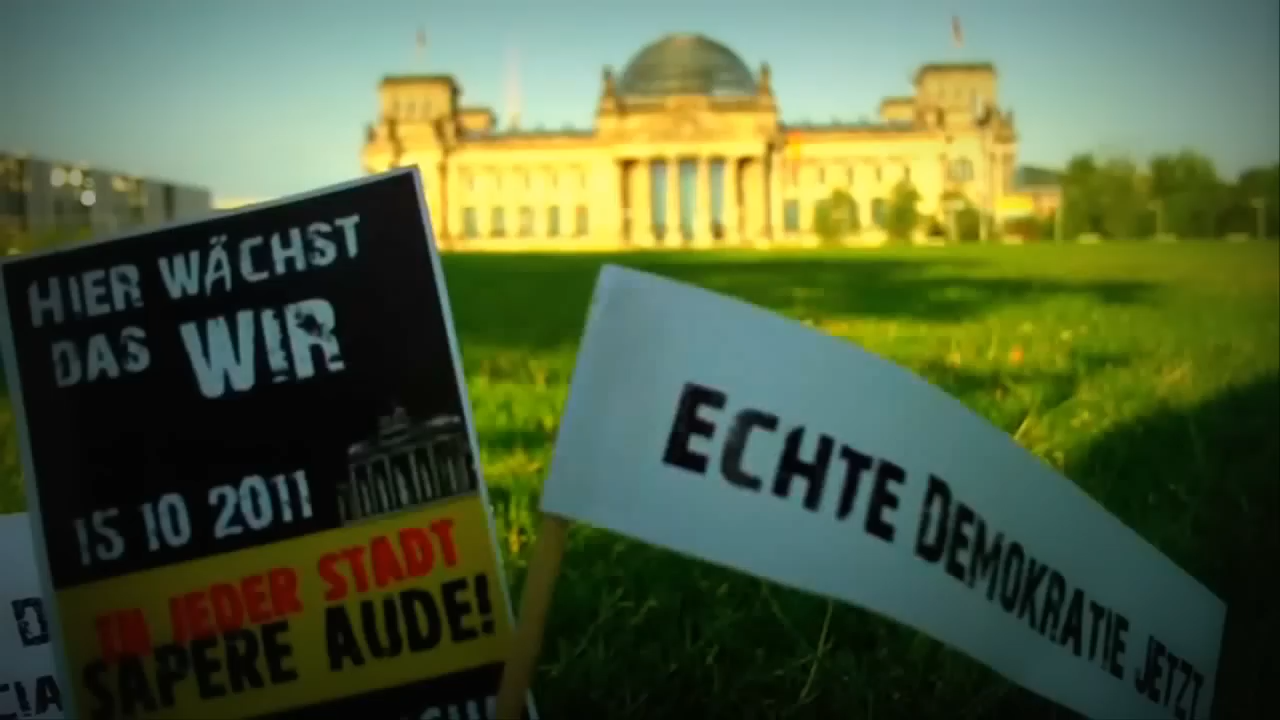 HIER WÄCHST
DAS WIR
15 10 2011
IN JEDER STADT
SAPERE AUDE!
ECHTE DEMOKRATIE JETZT